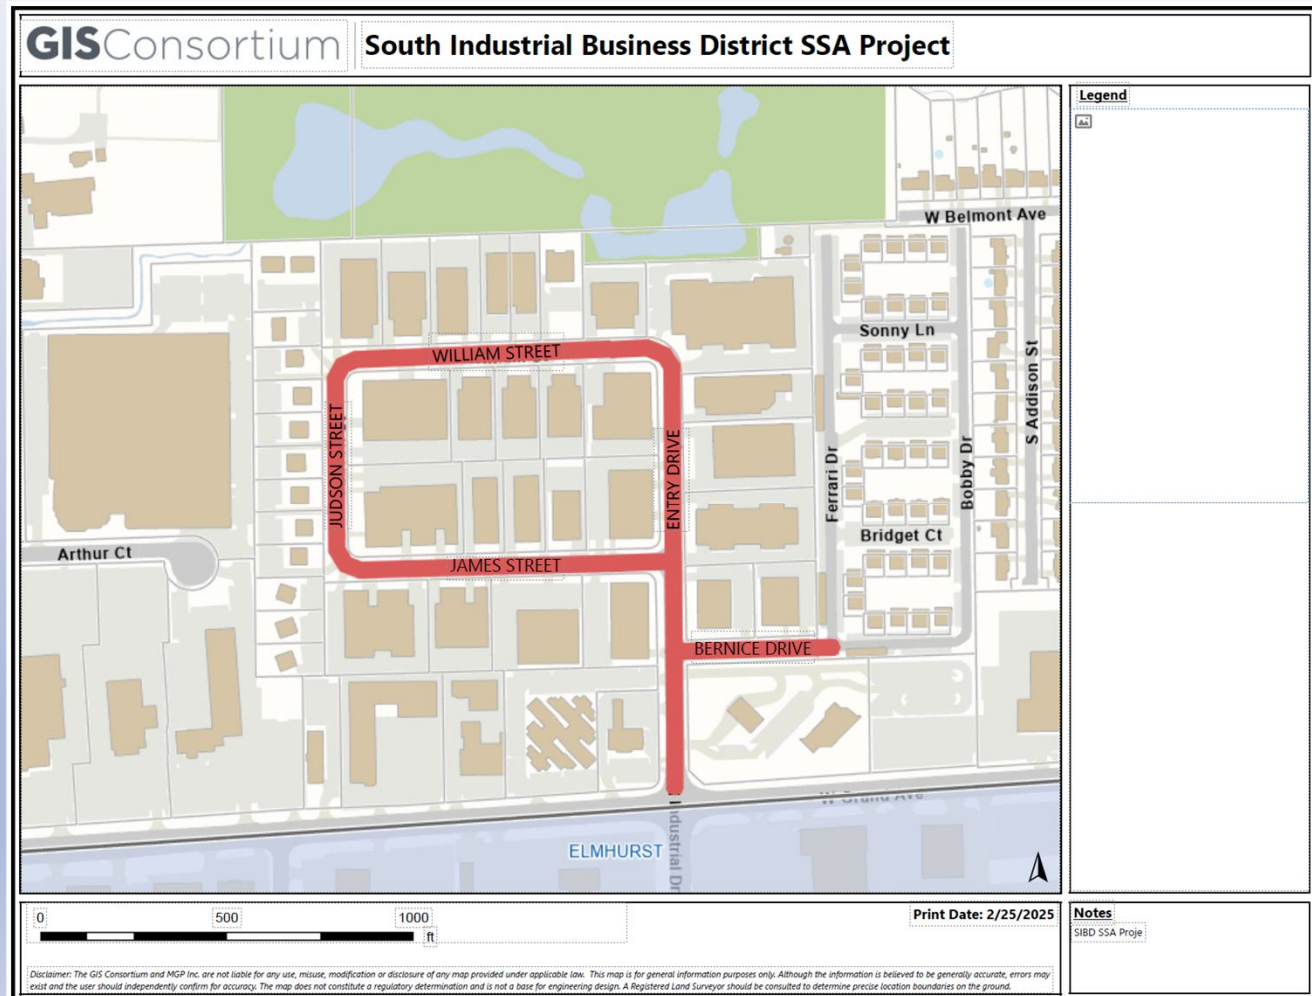 GISConsortium
South Industrial Business District SSA Project
Legend
W Belmont Ave
Sonny Ln
WILLIAM STREET
S Addison St
JUDSON STREET
ENTRY DRIVE
Ferrari Dr
Bobby Dr
Bridget Ct
Arthur Ct
JAMES STREET
BERNICE DRIVE
W Grand Ave
Industrial Dr
ELMHURST
0 500 1000
ft
Print Date: 2/25/2025
Notes
SIBD SSA Proje
Disclaimer: The GIS Consortium and MGP Inc. are not liable for any use, misuse, modification or disclosure of any map provided under applicable law. This map is for general information purposes only. Although the information is believed to be generally accurate, errors may
exist and the user should independently confirm for accuracy. The map does not constitute a regulatory determination and is not a base for engineering design. A Registered Land Surveyor should be consulted to determine precise location boundaries on the ground.